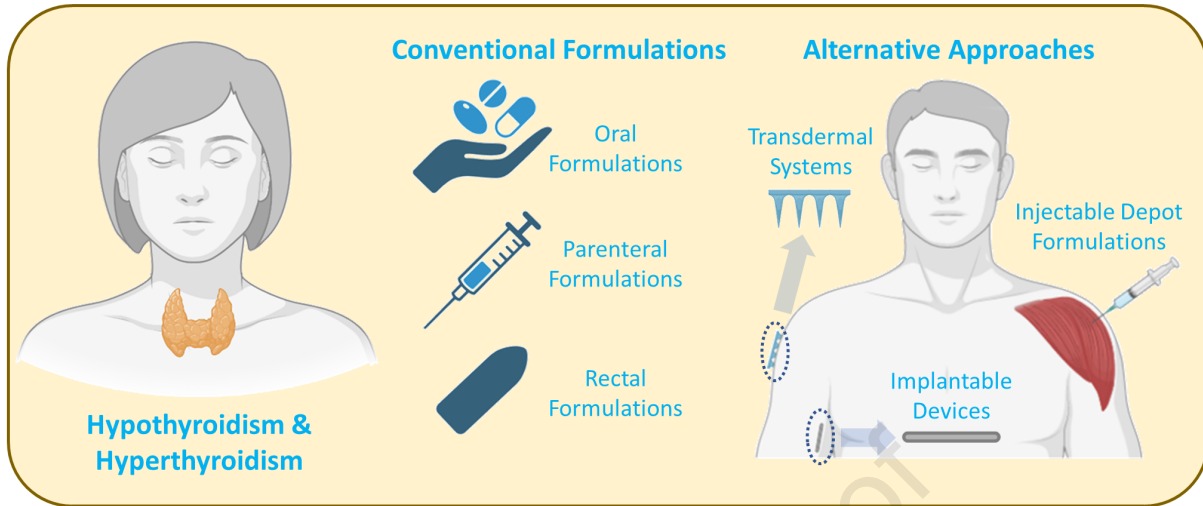 Conventional Formulations
Alternative Approaches
Oral
Formulations
Transdermal
Systems
Injectable Depot
Formulations
Parenteral
Formulations
Rectal
Formulations
Implantable
Devices
Hypothyroidism &
Hyperthyroidism